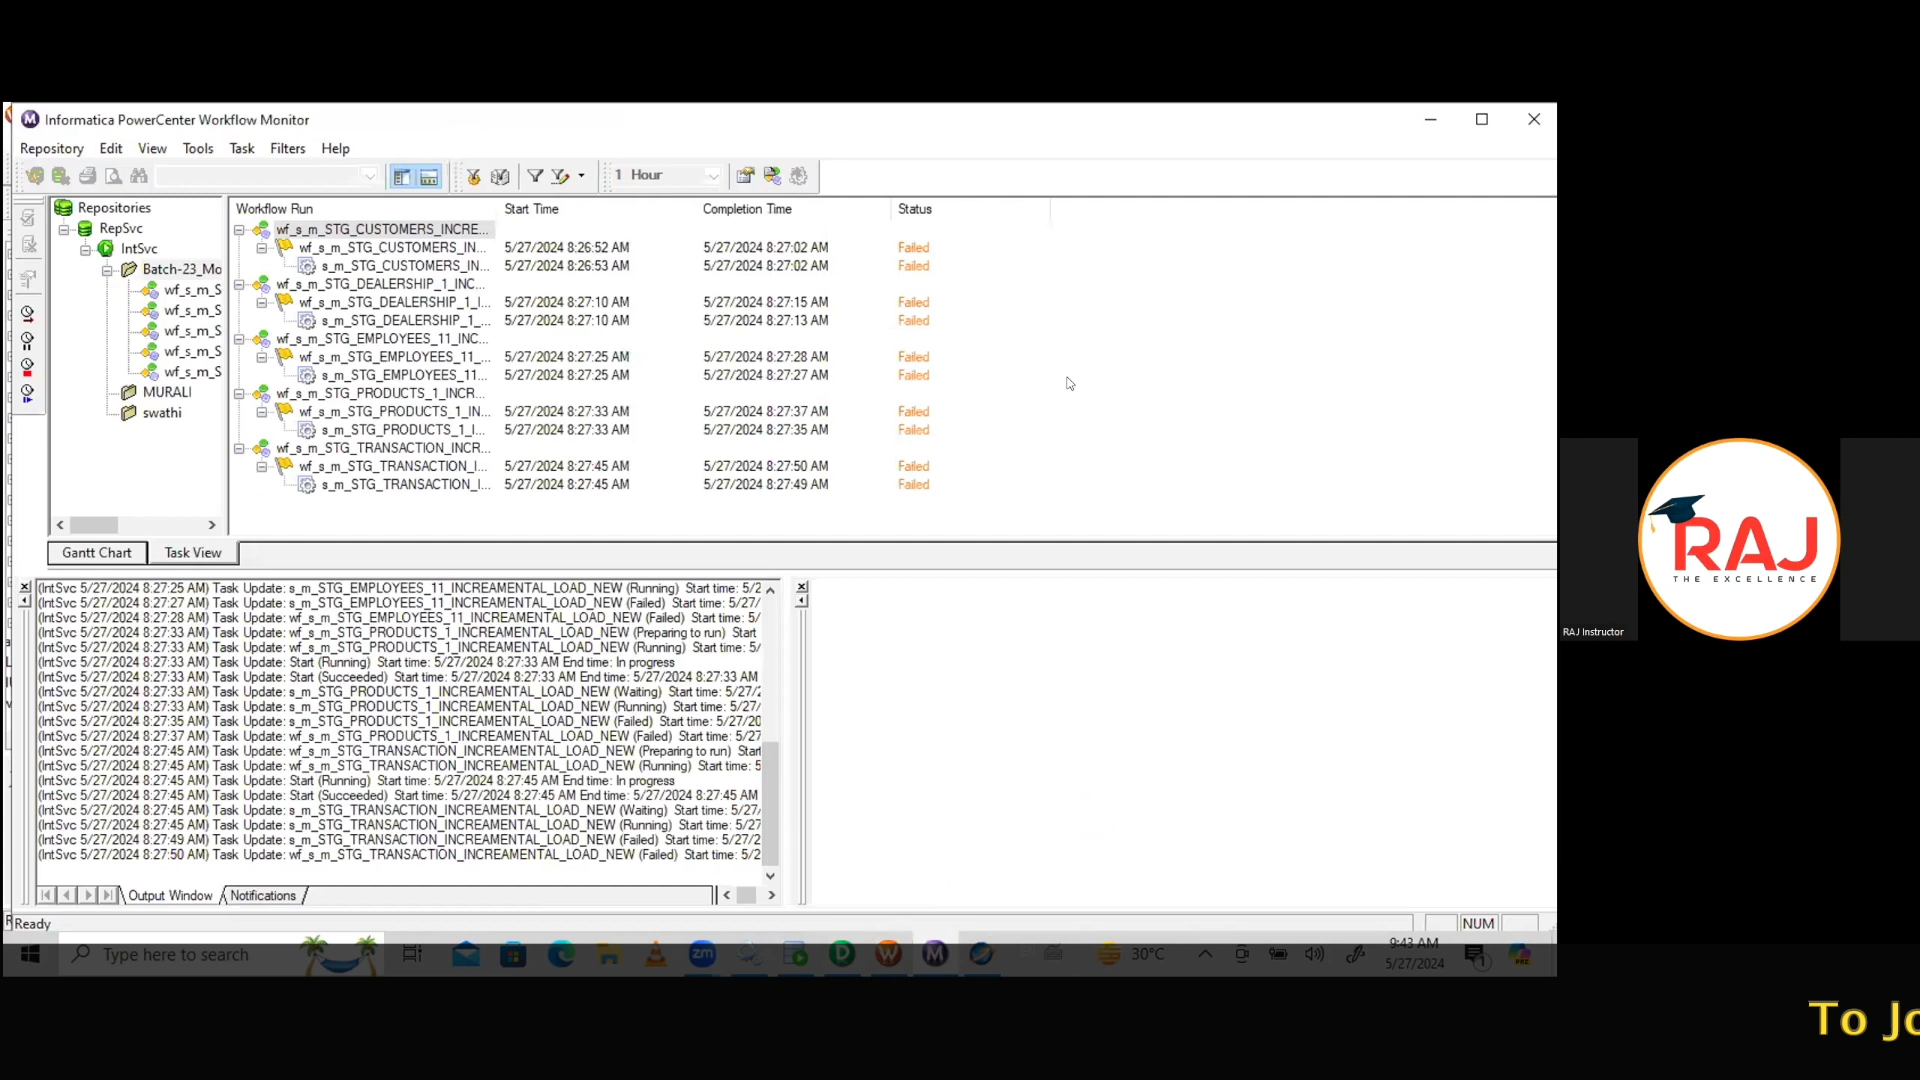 Informatica PowerCenter Workflow Monitor
Repository Edit View Tools Task Filters Help
1 Hour
Repositories
RepSvc
IntSvc
Batch-23_Mo
wf_s_m_S
wf_s_m_S
wf_s_m_S
wf_s_m_S
wf_s_m_S
MURALI
swathi
Workflow Run Start Time Completion Time Status
wf_s_m_STG_CUSTOMERS_INCRE...
wf_s_m_STG_CUSTOMERS_IN... 5/27/2024 8:26:52 AM 5/27/2024 8:27:02 AM Failed
s_m_STG_CUSTOMERS_IN... 5/27/2024 8:26:53 AM 5/27/2024 8:27:02 AM Failed
wf_s_m_STG_DEALERSHIP_1_INC...
wf_s_m_STG_DEALERSHIP_1_I... 5/27/2024 8:27:10 AM 5/27/2024 8:27:15 AM Failed
s_m_STG_DEALERSHIP_1_... 5/27/2024 8:27:10 AM 5/27/2024 8:27:13 AM Failed
wf_s_m_STG_EMPLOYEES_11_INC...
wf_s_m_STG_EMPLOYEES_11_... 5/27/2024 8:27:25 AM 5/27/2024 8:27:28 AM Failed
s_m_STG_EMPLOYEES_11... 5/27/2024 8:27:25 AM 5/27/2024 8:27:27 AM Failed
wf_s_m_STG_PRODUCTS_1_INCR...
wf_s_m_STG_PRODUCTS_1_IN... 5/27/2024 8:27:33 AM 5/27/2024 8:27:37 AM Failed
s_m_STG_PRODUCTS_1_I... 5/27/2024 8:27:33 AM 5/27/2024 8:27:35 AM Failed
wf_s_m_STG_TRANSACTION_INCR...
wf_s_m_STG_TRANSACTION_I... 5/27/2024 8:27:45 AM 5/27/2024 8:27:50 AM Failed
s_m_STG_TRANSACTION_I... 5/27/2024 8:27:45 AM 5/27/2024 8:27:49 AM Failed
Gantt Chart Task View
(IntSvc 5/27/2024 8:27:25 AM) Task Update: s_m_STG_EMPLOYEES_11_INCREAMENTAL_LOAD_NEW (Running) Start time: 5/2
(IntSvc 5/27/2024 8:27:27 AM) Task Update: s_m_STG_EMPLOYEES_11_INCREAMENTAL_LOAD_NEW (Failed) Start time: 5/27/
(IntSvc 5/27/2024 8:27:28 AM) Task Update: wf_s_m_STG_EMPLOYEES_11_INCREAMENTAL_LOAD_NEW (Failed) Start time: 5/
(IntSvc 5/27/2024 8:27:33 AM) Task Update: wf_s_m_STG_PRODUCTS_1_INCREAMENTAL_LOAD_NEW (Preparing to run) Start
(IntSvc 5/27/2024 8:27:33 AM) Task Update: wf_s_m_STG_PRODUCTS_1_INCREAMENTAL_LOAD_NEW (Running) Start time: 5/
(IntSvc 5/27/2024 8:27:33 AM) Task Update: Start (Running) Start time: 5/27/2024 8:27:33 AM End time: In progress
(IntSvc 5/27/2024 8:27:33 AM) Task Update: Start (Succeeded) Start time: 5/27/2024 8:27:33 AM End time: 5/27/2024 8:27:33 AM
(IntSvc 5/27/2024 8:27:33 AM) Task Update: s_m_STG_PRODUCTS_1_INCREAMENTAL_LOAD_NEW (Waiting) Start time: 5/27/2
(IntSvc 5/27/2024 8:27:33 AM) Task Update: s_m_STG_PRODUCTS_1_INCREAMENTAL_LOAD_NEW (Running) Start time: 5/27/
(IntSvc 5/27/2024 8:27:35 AM) Task Update: s_m_STG_PRODUCTS_1_INCREAMENTAL_LOAD_NEW (Failed) Start time: 5/27/20
(IntSvc 5/27/2024 8:27:37 AM) Task Update: wf_s_m_STG_PRODUCTS_1_INCREAMENTAL_LOAD_NEW (Failed) Start time: 5/27
(IntSvc 5/27/2024 8:27:45 AM) Task Update: wf_s_m_STG_TRANSACTION_INCREAMENTAL_LOAD_NEW (Preparing to run) Start
(IntSvc 5/27/2024 8:27:45 AM) Task Update: wf_s_m_STG_TRANSACTION_INCREAMENTAL_LOAD_NEW (Running) Start time: 5
(IntSvc 5/27/2024 8:27:45 AM) Task Update: Start (Running) Start time: 5/27/2024 8:27:45 AM End time: In progress
(IntSvc 5/27/2024 8:27:45 AM) Task Update: Start (Succeeded) Start time: 5/27/2024 8:27:45 AM End time: 5/27/2024 8:27:45 AM
(IntSvc 5/27/2024 8:27:45 AM) Task Update: s_m_STG_TRANSACTION_INCREAMENTAL_LOAD_NEW (Waiting) Start time: 5/27/
(IntSvc 5/27/2024 8:27:45 AM) Task Update: s_m_STG_TRANSACTION_INCREAMENTAL_LOAD_NEW (Running) Start time: 5/27
(IntSvc 5/27/2024 8:27:49 AM) Task Update: s_m_STG_TRANSACTION_INCREAMENTAL_LOAD_NEW (Failed) Start time: 5/27/2
(IntSvc 5/27/2024 8:27:50 AM) Task Update: wf_s_m_STG_TRANSACTION_INCREAMENTAL_LOAD_NEW (Failed) Start time: 5/2
Output Window Notifications
Ready NUM
Type here to search 30°C 9:43 AM
5/27/2024
RAJ
THE EXCELLENCE
RAJ Instructor
To Jo